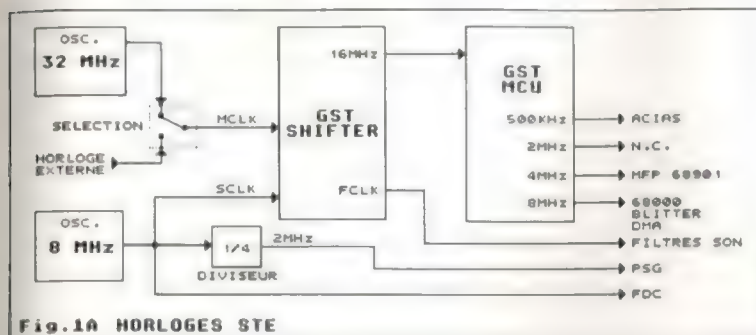 OSC.
32 MHz
SELECTION
HORLOGE
EXTERNE
MCLK
SCLK
OSC.
8 MHz
1/4
DIVISEUR
2MHz
16MHz
GST
SHIFTER
FCLK
GST
MCU
500KHz
2MHz
4MHz
8MHz
ACIAS
N.C.
MFP 68901
68000
BLITTER
DMA
FILTRES SON
PSG
FDC
Fig.1A HORLOGES STE